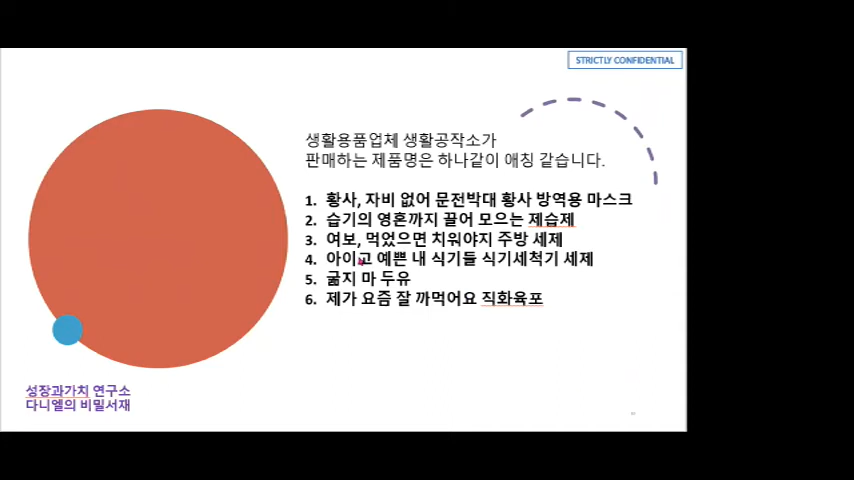 STRICTLY CONFIDENTIAL
생활용품업체 생활공작소가
판매하는 제품명은 하나같이 애칭 같습니다.
1. 황사, 자비 없어 문전박대 황사 방역용 마스크
2. 습기의 영혼까지 끌어 모으는 제습제
3. 여보, 먹었으면 치워야지 주방 세제
4. 아이고 예쁜 내 식기들 식기세척기 세제
5. 굶지 마 두유
6. 제가 요즘 잘 까먹어요 직화육포
성장과가치 연구소
다니엘의 비밀서재